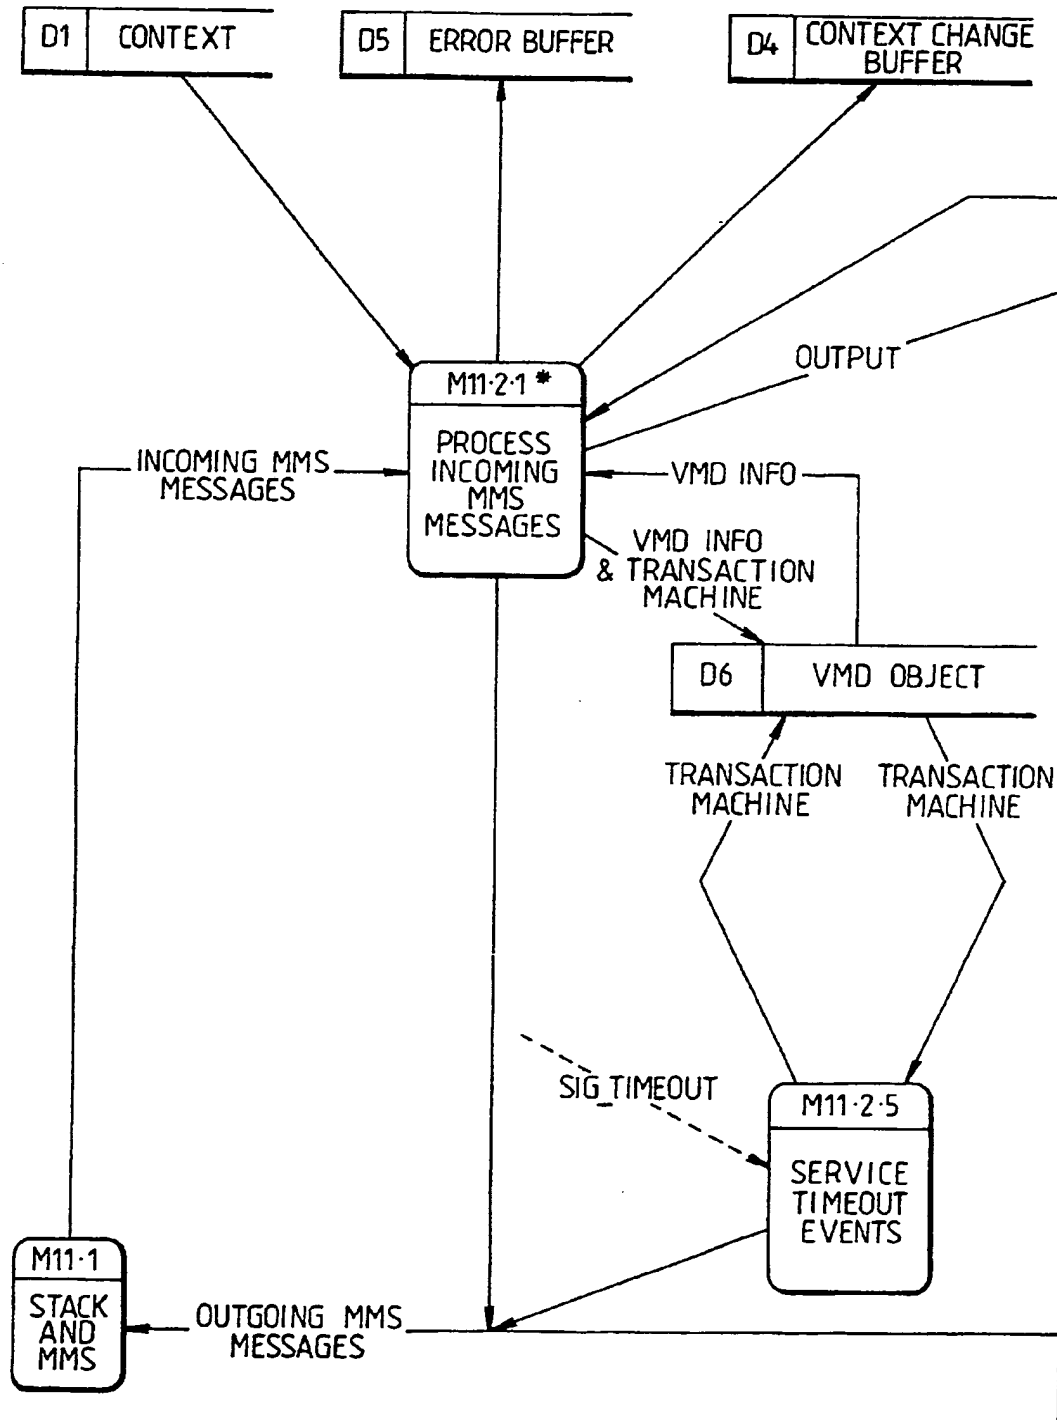 D1 CONTEXT
D5 ERROR BUFFER
D4 CONTEXT CHANGE
BUFFER
OUTPUT
M11·2·1 *
PROCESS
INCOMING
MMS
MESSAGES
INCOMING MMS
MESSAGES
VMD INFO
VMD INFO
& TRANSACTION
MACHINE
D6 VMD OBJECT
TRANSACTION
MACHINE
TRANSACTION
MACHINE
SIG_TIMEOUT
M11·2·5
SERVICE
TIMEOUT
EVENTS
M11·1
STACK
AND
MMS
OUTGOING MMS
MESSAGES